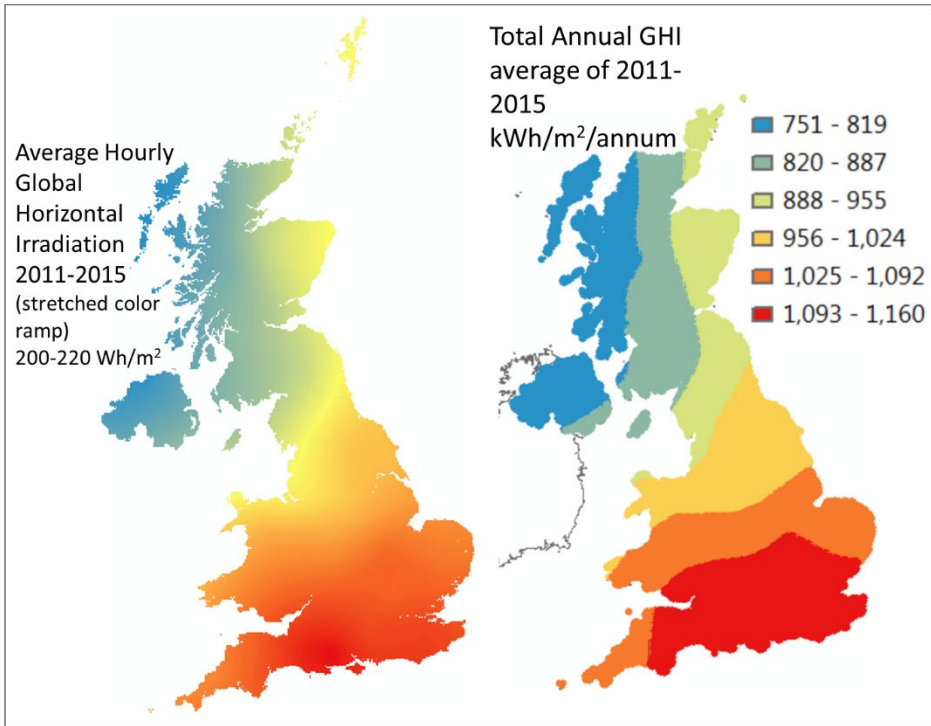 Average Hourly
Global
Horizontal
Irradiation
2011-2015
(stretched color
ramp)
200-220 Wh/m²
Total Annual GHI
average of 2011-
2015
kWh/m²/annum
751 - 819
820 - 887
888 - 955
956 - 1,024
1,025 - 1,092
1,093 - 1,160